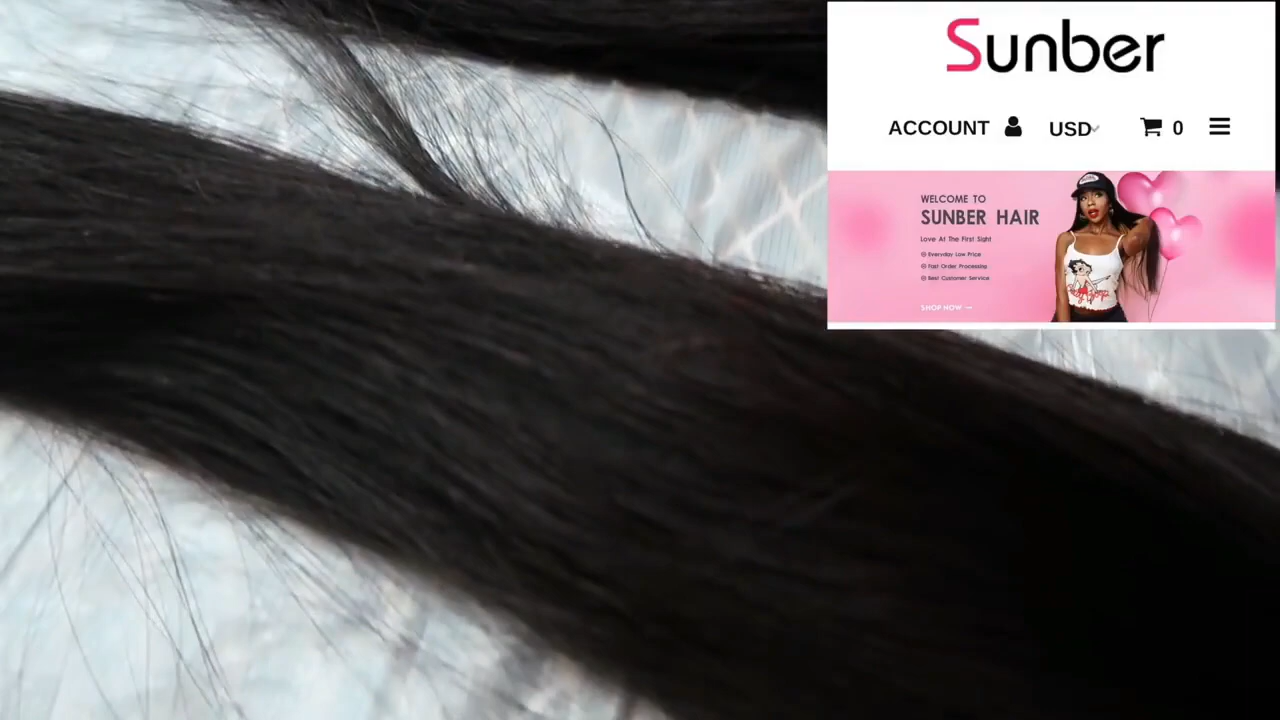 Sunber
ACCOUNT USD 0
WELCOME TO
SUNBER HAIR
Love At The First Sight
Everyday Low Price
Fast Order Processing
Best Customer Service
SHOP NOW